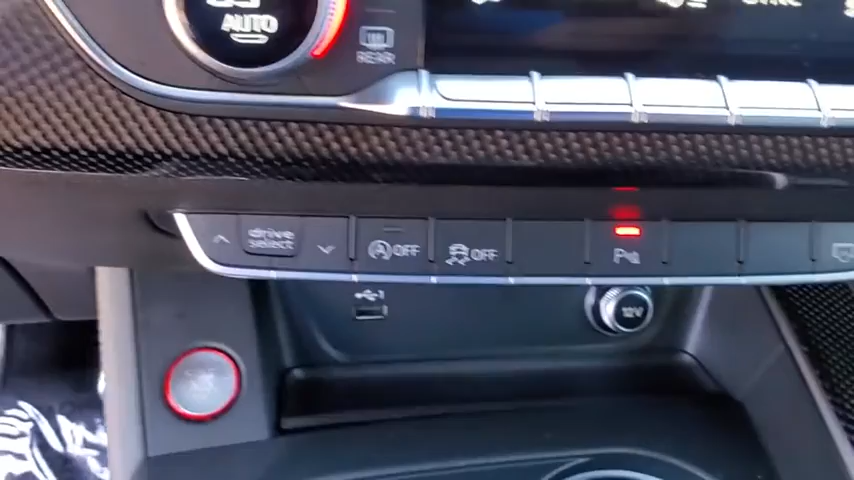 AUTO
REAR
drive
select
OFF
OFF
P
12V